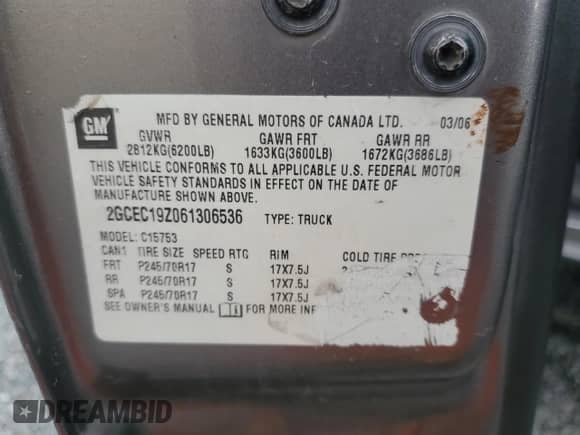 GM
MFD BY GENERAL MOTORS OF CANADA LTD. 03/06
GVWR GAWR FRT GAWR RR
2812KG(6200LB) 1633KG(3600LB) 1672KG(3686LB)
THIS VEHICLE CONFORMS TO ALL APPLICABLE U.S. FEDERAL MOTOR
VEHICLE SAFETY STANDARDS IN EFFECT ON THE DATE OF
MANUFACTURE SHOWN ABOVE.
2GCEC19Z061306536 TYPE: TRUCK
MODEL: C15753
TIRE SIZE SPEED RTG RIM COLD TIRE
FRT P245/70R17 S 17X7.5J
RR P245/70R17 S 17X7.5J
SPA P245/70R17 S 17X7.5J
SEE OWNER'S MANUAL FOR MORE
DREAMBID